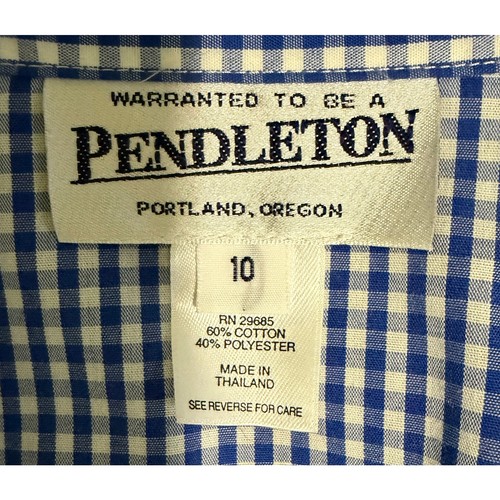 WARRANTED TO BE A
PENDLETON
PORTLAND, OREGON
10
RN 29685
60% COTTON
40% POLYESTER
MADE IN
THAILAND
SEE REVERSE FOR CARE